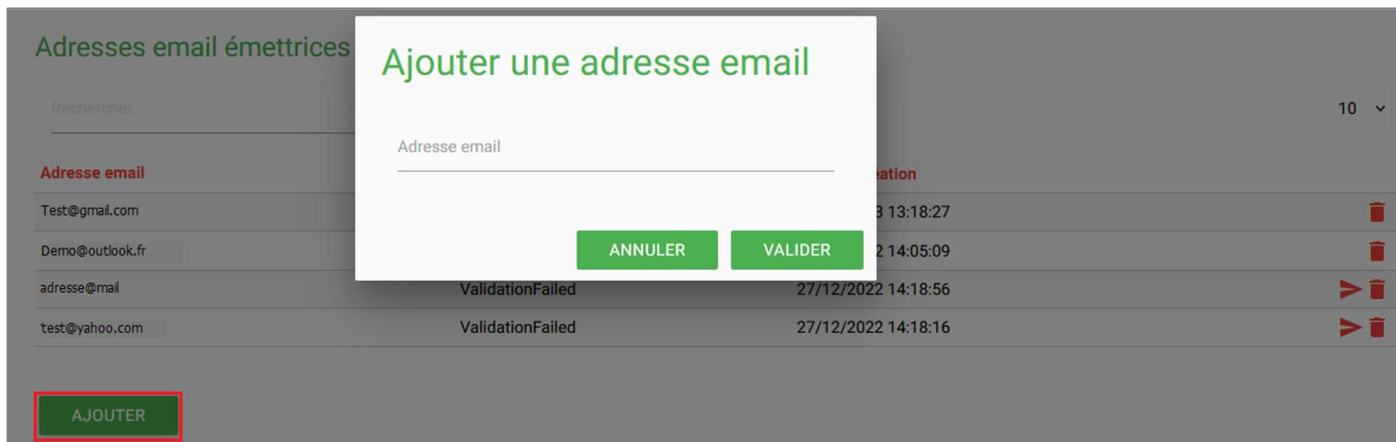 Adresses email émettrices
Ajouter une adresse email
Rechercher...
10
Adresse email
Adresse email
éation
Test@gmail.com
3 13:18:27
Demo@outlook.fr
2 14:05:09
ANNULER VALIDER
adresse@mail ValidationFailed 27/12/2022 14:18:56
test@yahoo.com ValidationFailed 27/12/2022 14:18:16
AJOUTER